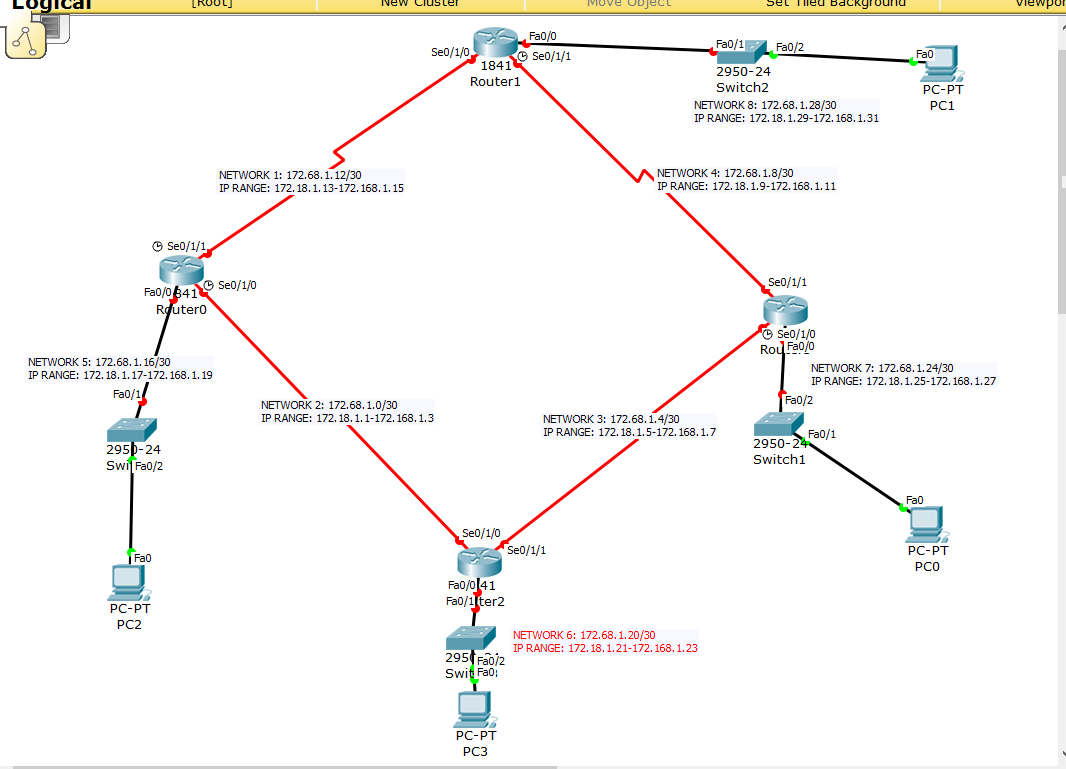 Logical
[Root]
New Cluster
Move Object
Set Tiled Background
Viewpor
Fa0/0
Se0/1/0
Se0/1/1
1841
Router1
Fa0/1
Fa0/2
2950-24
Switch2
Fa0
PC-PT
PC1
NETWORK 8: 172.68.1.28/30
IP RANGE: 172.18.1.29-172.168.1.31
NETWORK 1: 172.68.1.12/30
IP RANGE: 172.18.1.13-172.168.1.15
NETWORK 4: 172.68.1.8/30
IP RANGE: 172.18.1.9-172.168.1.11
Se0/1/1
Se0/1/0
Fa0/0
841
Router0
Se0/1/1
Se0/1/0
Fa0/0
Rou
NETWORK 5: 172.68.1.16/30
IP RANGE: 172.18.1.17-172.168.1.19
NETWORK 7: 172.68.1.24/30
IP RANGE: 172.18.1.25-172.168.1.27
Fa0/1
Fa0/2
NETWORK 2: 172.68.1.0/30
IP RANGE: 172.18.1.1-172.168.1.3
NETWORK 3: 172.68.1.4/30
IP RANGE: 172.18.1.5-172.168.1.7
2950-24
Swi
Fa0/2
Fa0/1
2950-24
Switch1
Fa0
PC-PT
PC0
Fa0
PC-PT
PC2
Se0/1/0
Se0/1/1
Fa0/0
41
Fa0/1
ter2
NETWORK 6: 172.68.1.20/30
IP RANGE: 172.18.1.21-172.168.1.23
Fa0/2
Swit
Fa0
PC-PT
PC3